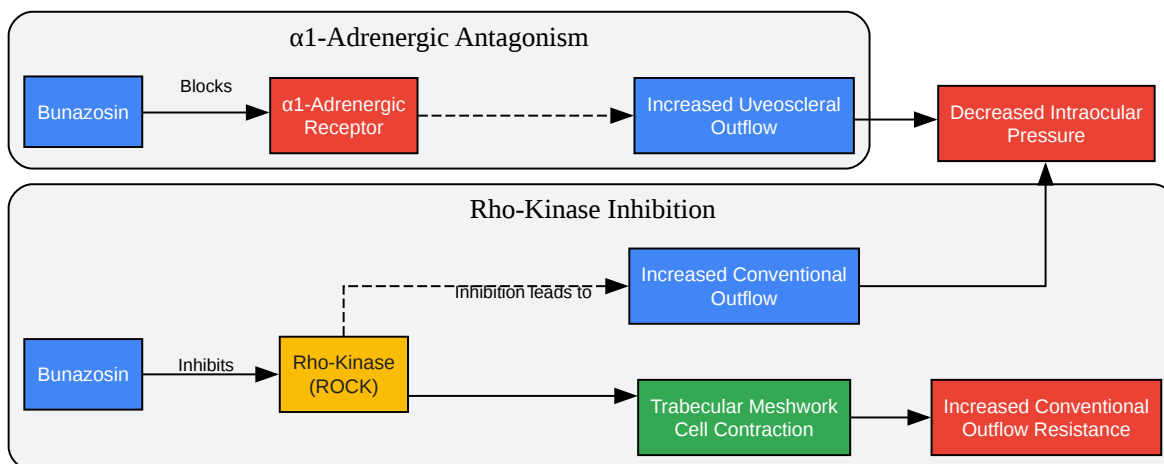 α1-Adrenergic Antagonism
Bunazosin
Blocks
α1-Adrenergic
Receptor
Increased Uveoscleral
Outflow
Decreased Intraocular
Pressure
Rho-Kinase Inhibition
Increased Conventional
Outflow
Inhibition leads to
Bunazosin
Inhibits
Rho-Kinase
(ROCK)
Trabecular Meshwork
Cell Contraction
Increased Conventional
Outflow Resistance